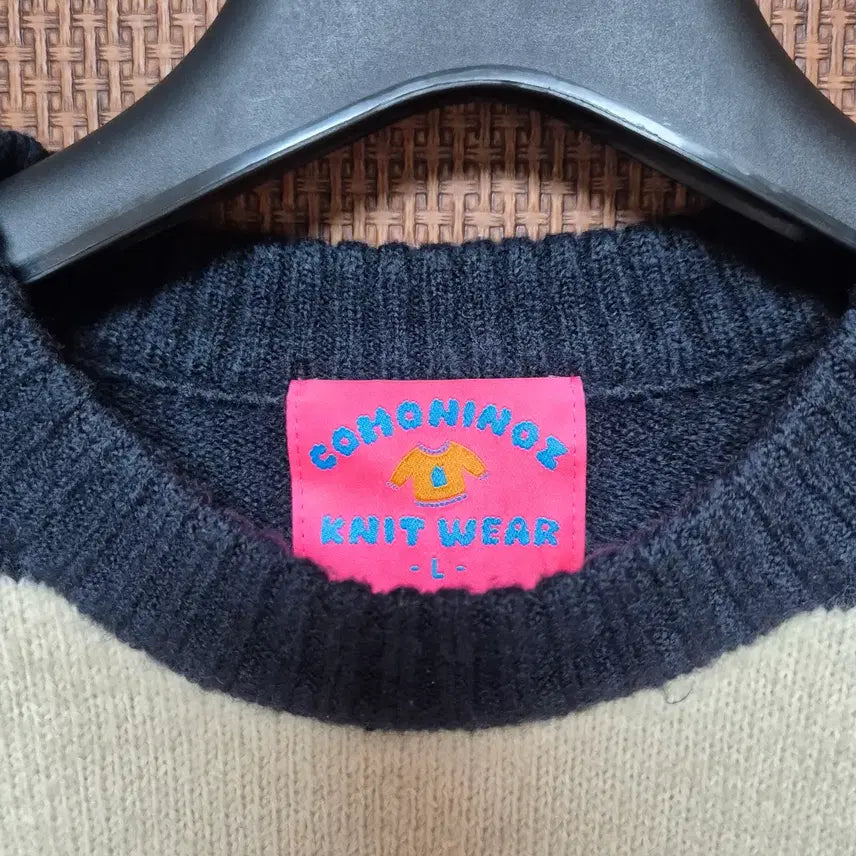 COMONINOZ
KNIT WEAR
- L -